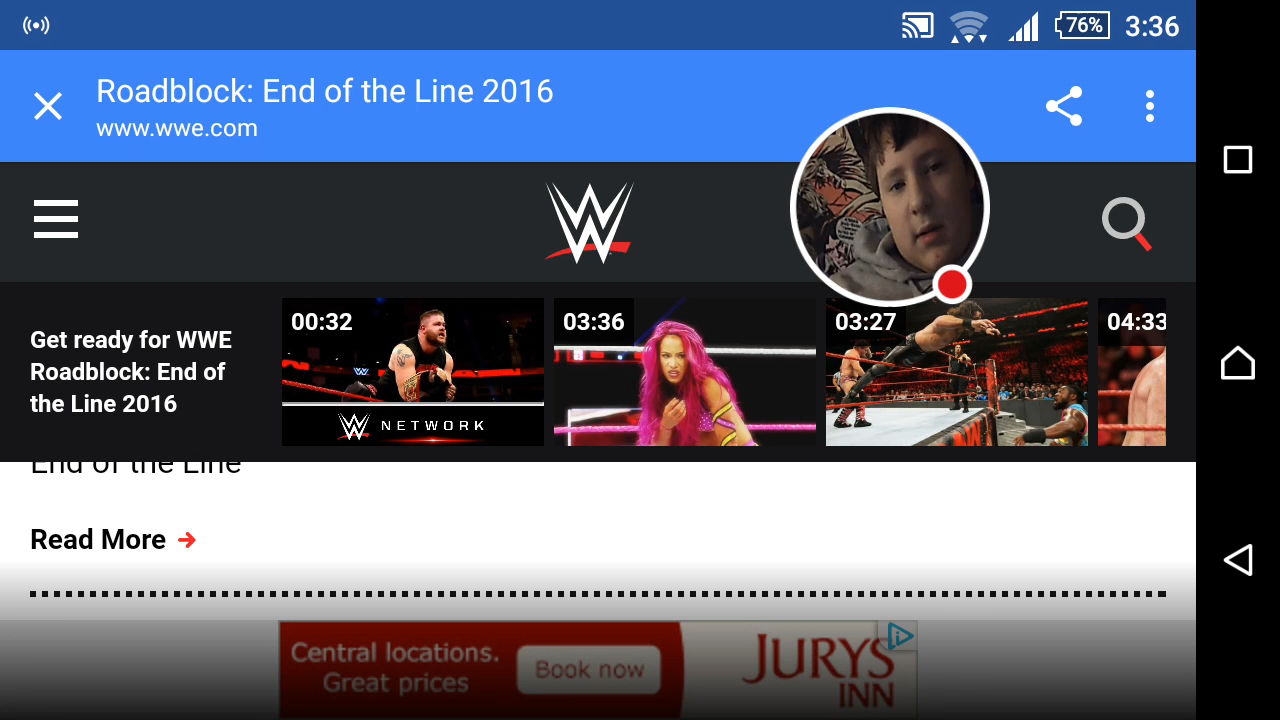 76% 3:36
Roadblock: End of the Line 2016
www.wwe.com
W
Get ready for WWE
Roadblock: End of
the Line 2016
00:32
W NETWORK
03:36
03:27
04:33
End of the Line
Read More
Central locations.
Great prices
Book now
JURYS
INN